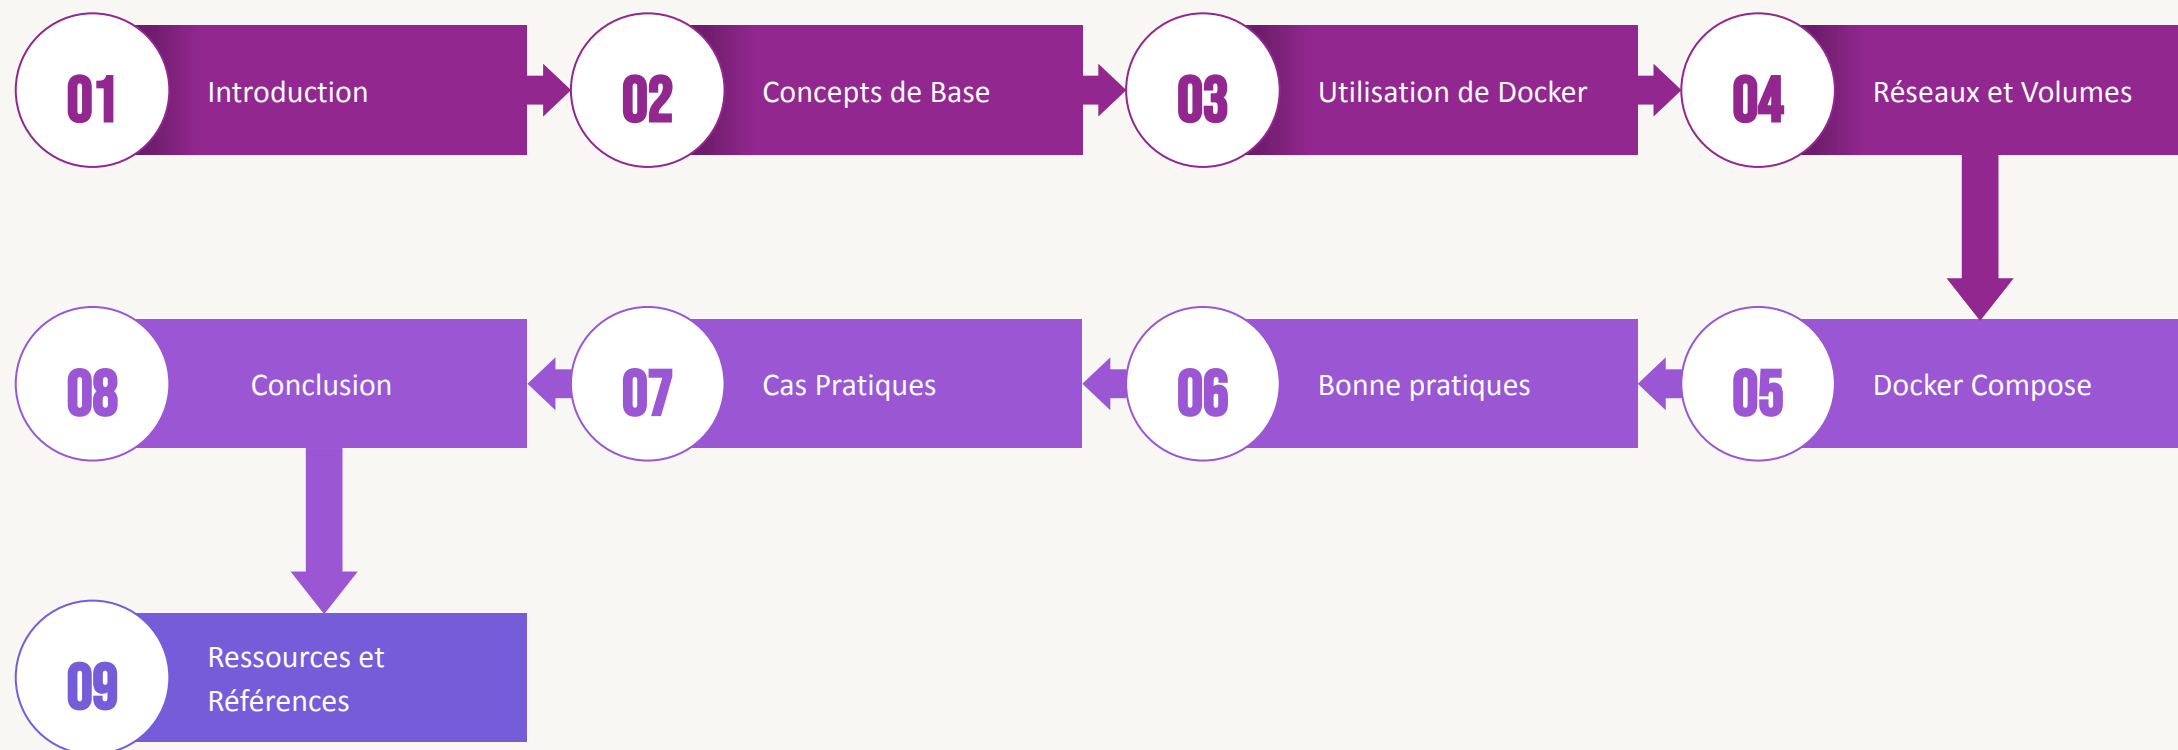 01
Introduction
02
Concepts de Base
03
Utilisation de Docker
04
Réseaux et Volumes
05
Docker Compose
06
Bonne pratiques
07
Cas Pratiques
08
Conclusion
09
Ressources et
Références